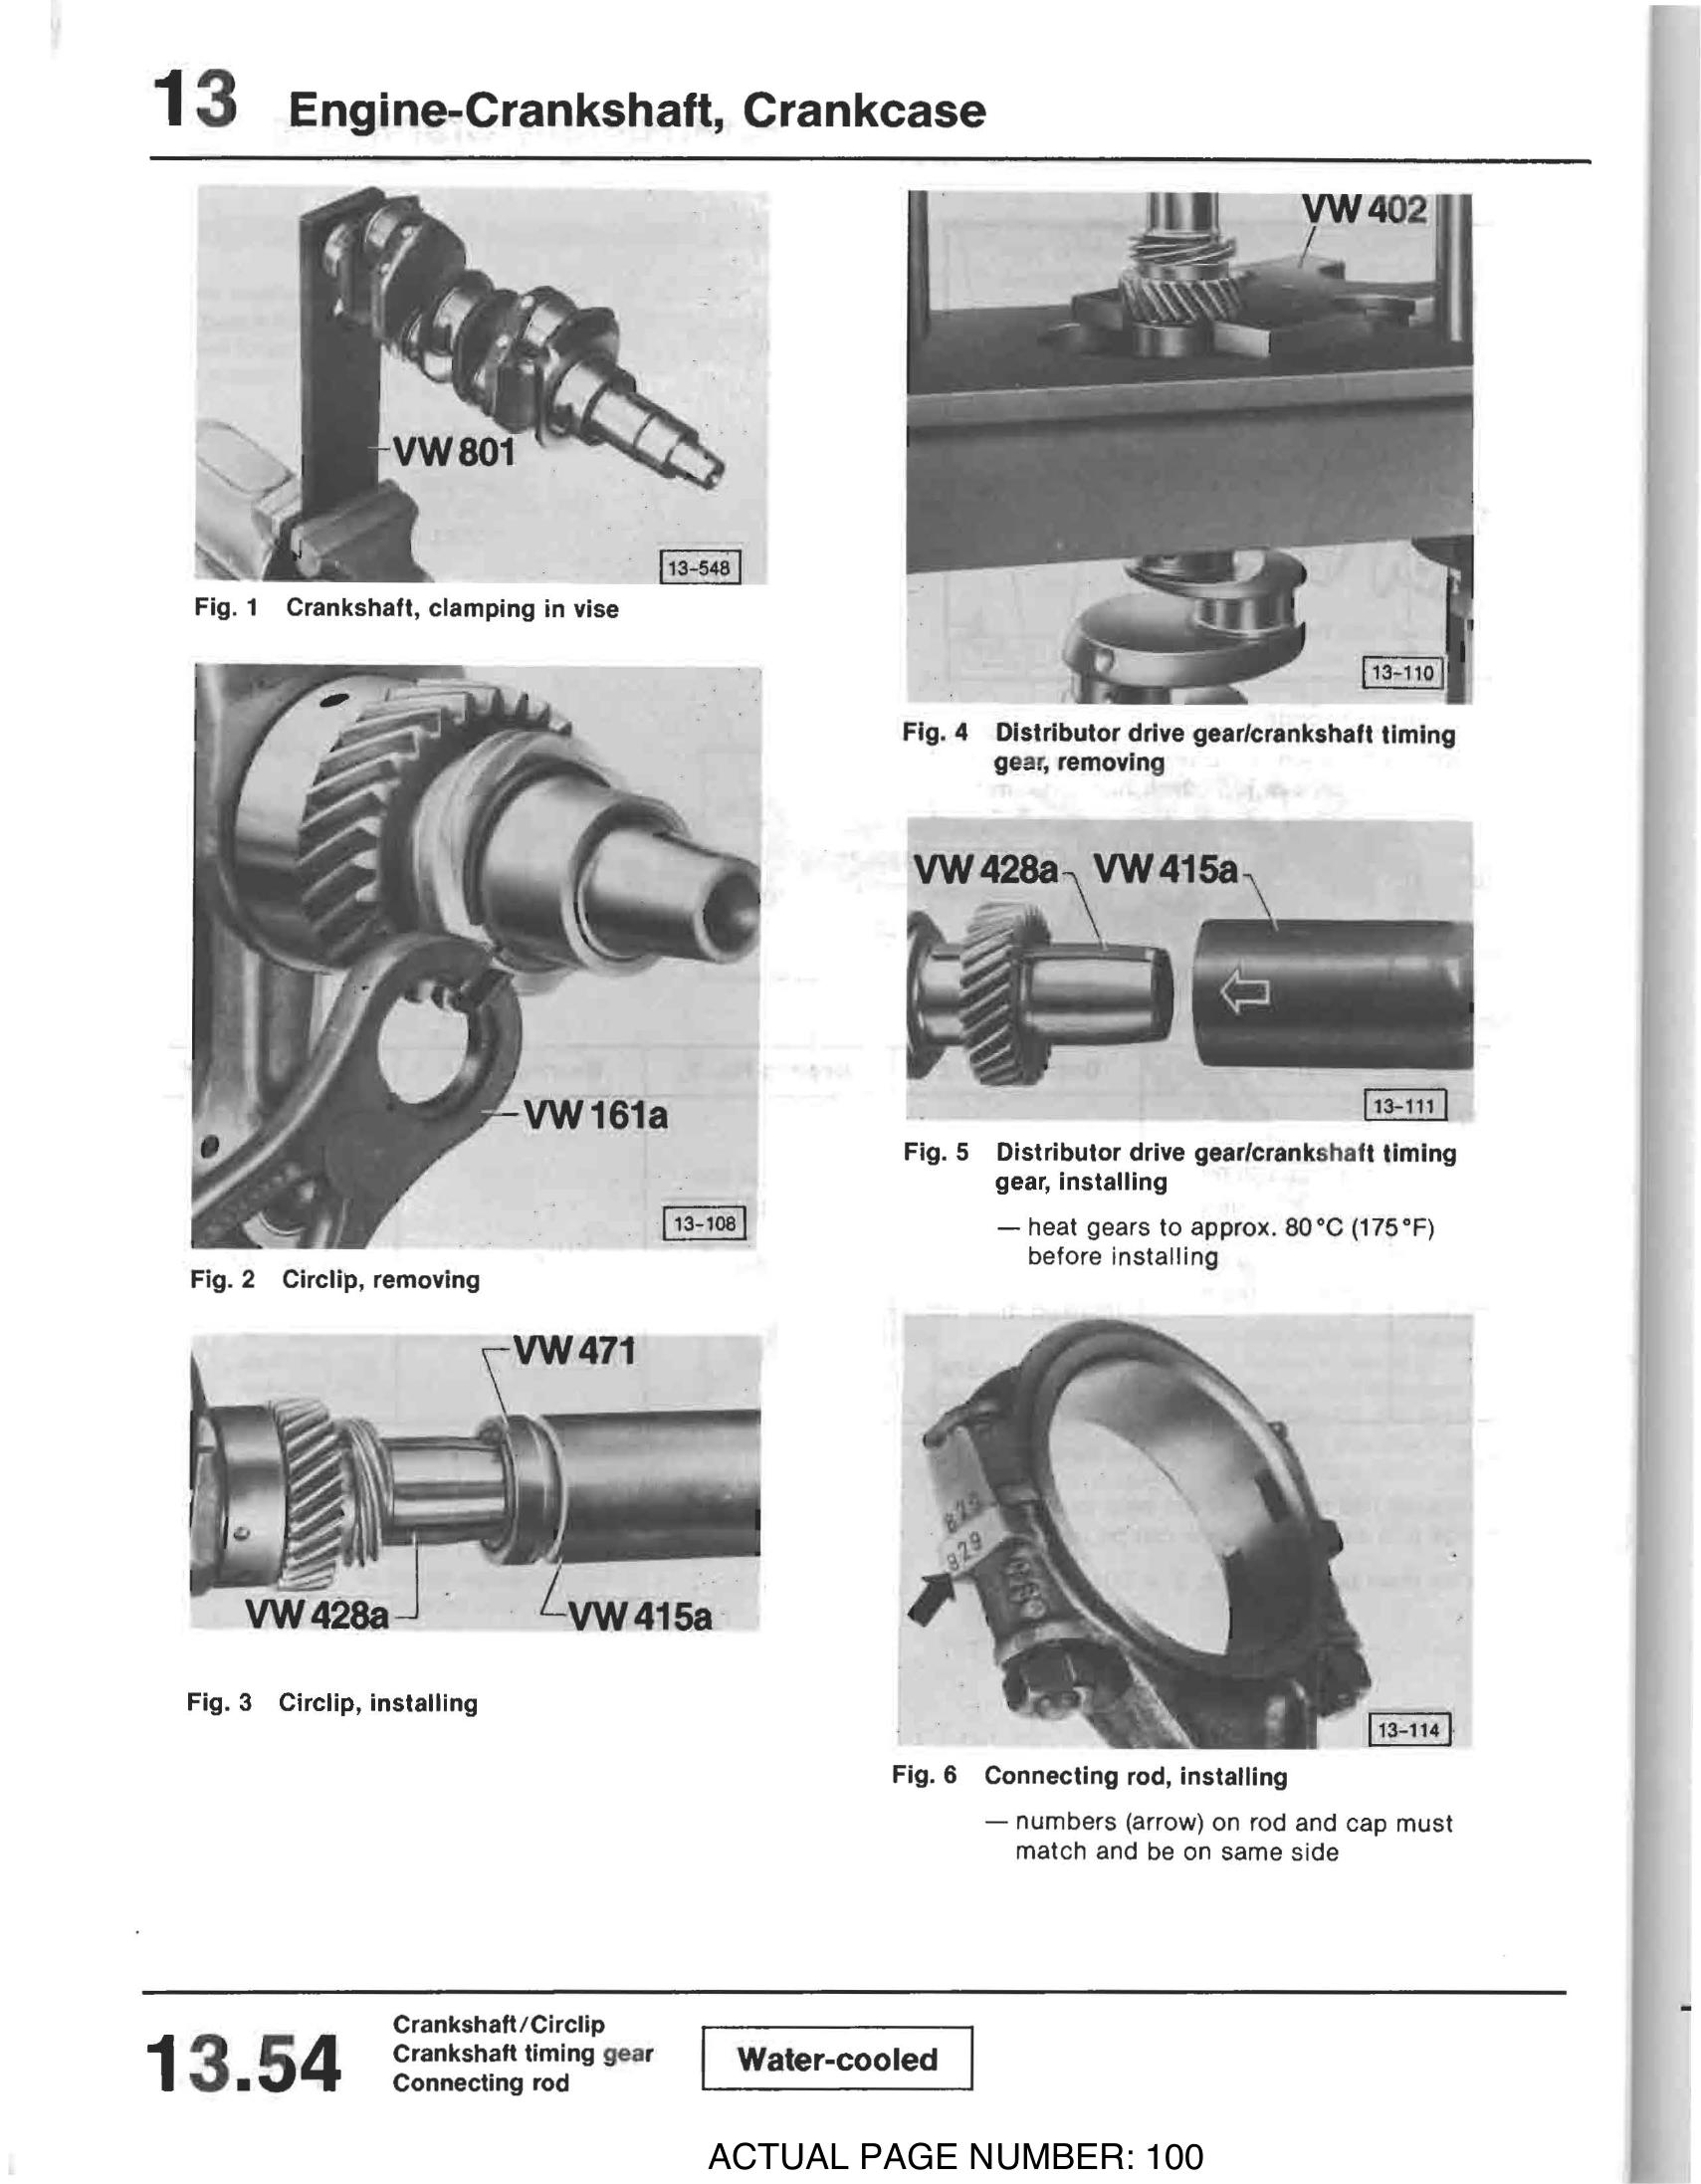 13 Engine-Crankshaft, Crankcase
VW 801
13-548
Fig. 1 Crankshaft, clamping in vise
VW 161a
13-108
Fig. 2 Circlip, removing
VW 471
VW 428a
VW 415a
Fig. 3 Circlip, installing
VW 402
13-110
Fig. 4 Distributor drive gear/crankshaft timing
gear, removing
VW 428a VW 415a
13-111
Fig. 5 Distributor drive gear/crankshaft timing
gear, installing
— heat gears to approx. 80°C (175°F)
before installing
829
13-114
Fig. 6 Connecting rod, installing
— numbers (arrow) on rod and cap must
match and be on same side
13.54
Crankshaft/Circlip
Crankshaft timing gear
Connecting rod
Water-cooled
ACTUAL PAGE NUMBER: 100